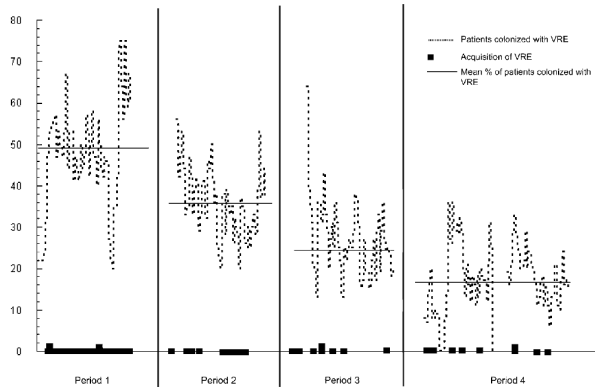 80
70
60
50
40
30
20
10
0
Patients colonized with VRE
Acquisition of VRE
Mean % of patients colonized with
VRE
Period 1
Period 2
Period 3
Period 4